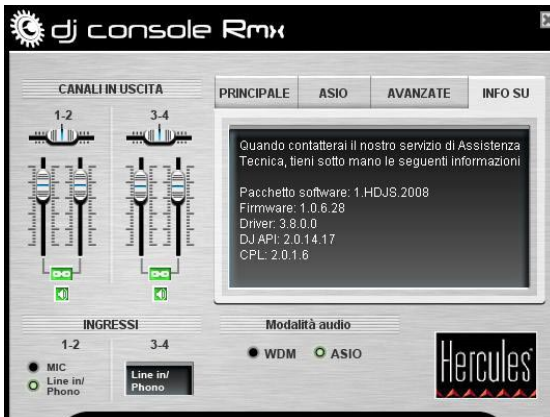 dj console Rmx
CANALI IN USCITA
1-2
3-4
PRINCIPALE
ASIO
AVANZATE
INFO SU
Quando contatterai il nostro servizio di Assistenza
Tecnica, tieni sotto mano le seguenti informazioni
Pacchetto software: 1.HDJS.2008
Firmware: 1.0.6.28
Driver: 3.8.0.0
DJ API: 2.0.14.17
CPL: 2.0.1.6
INGRESSI
1-2
3-4
MIC
Line in/
Phono
Line in/
Phono
Modalità audio
WDM
ASIO
Hercules